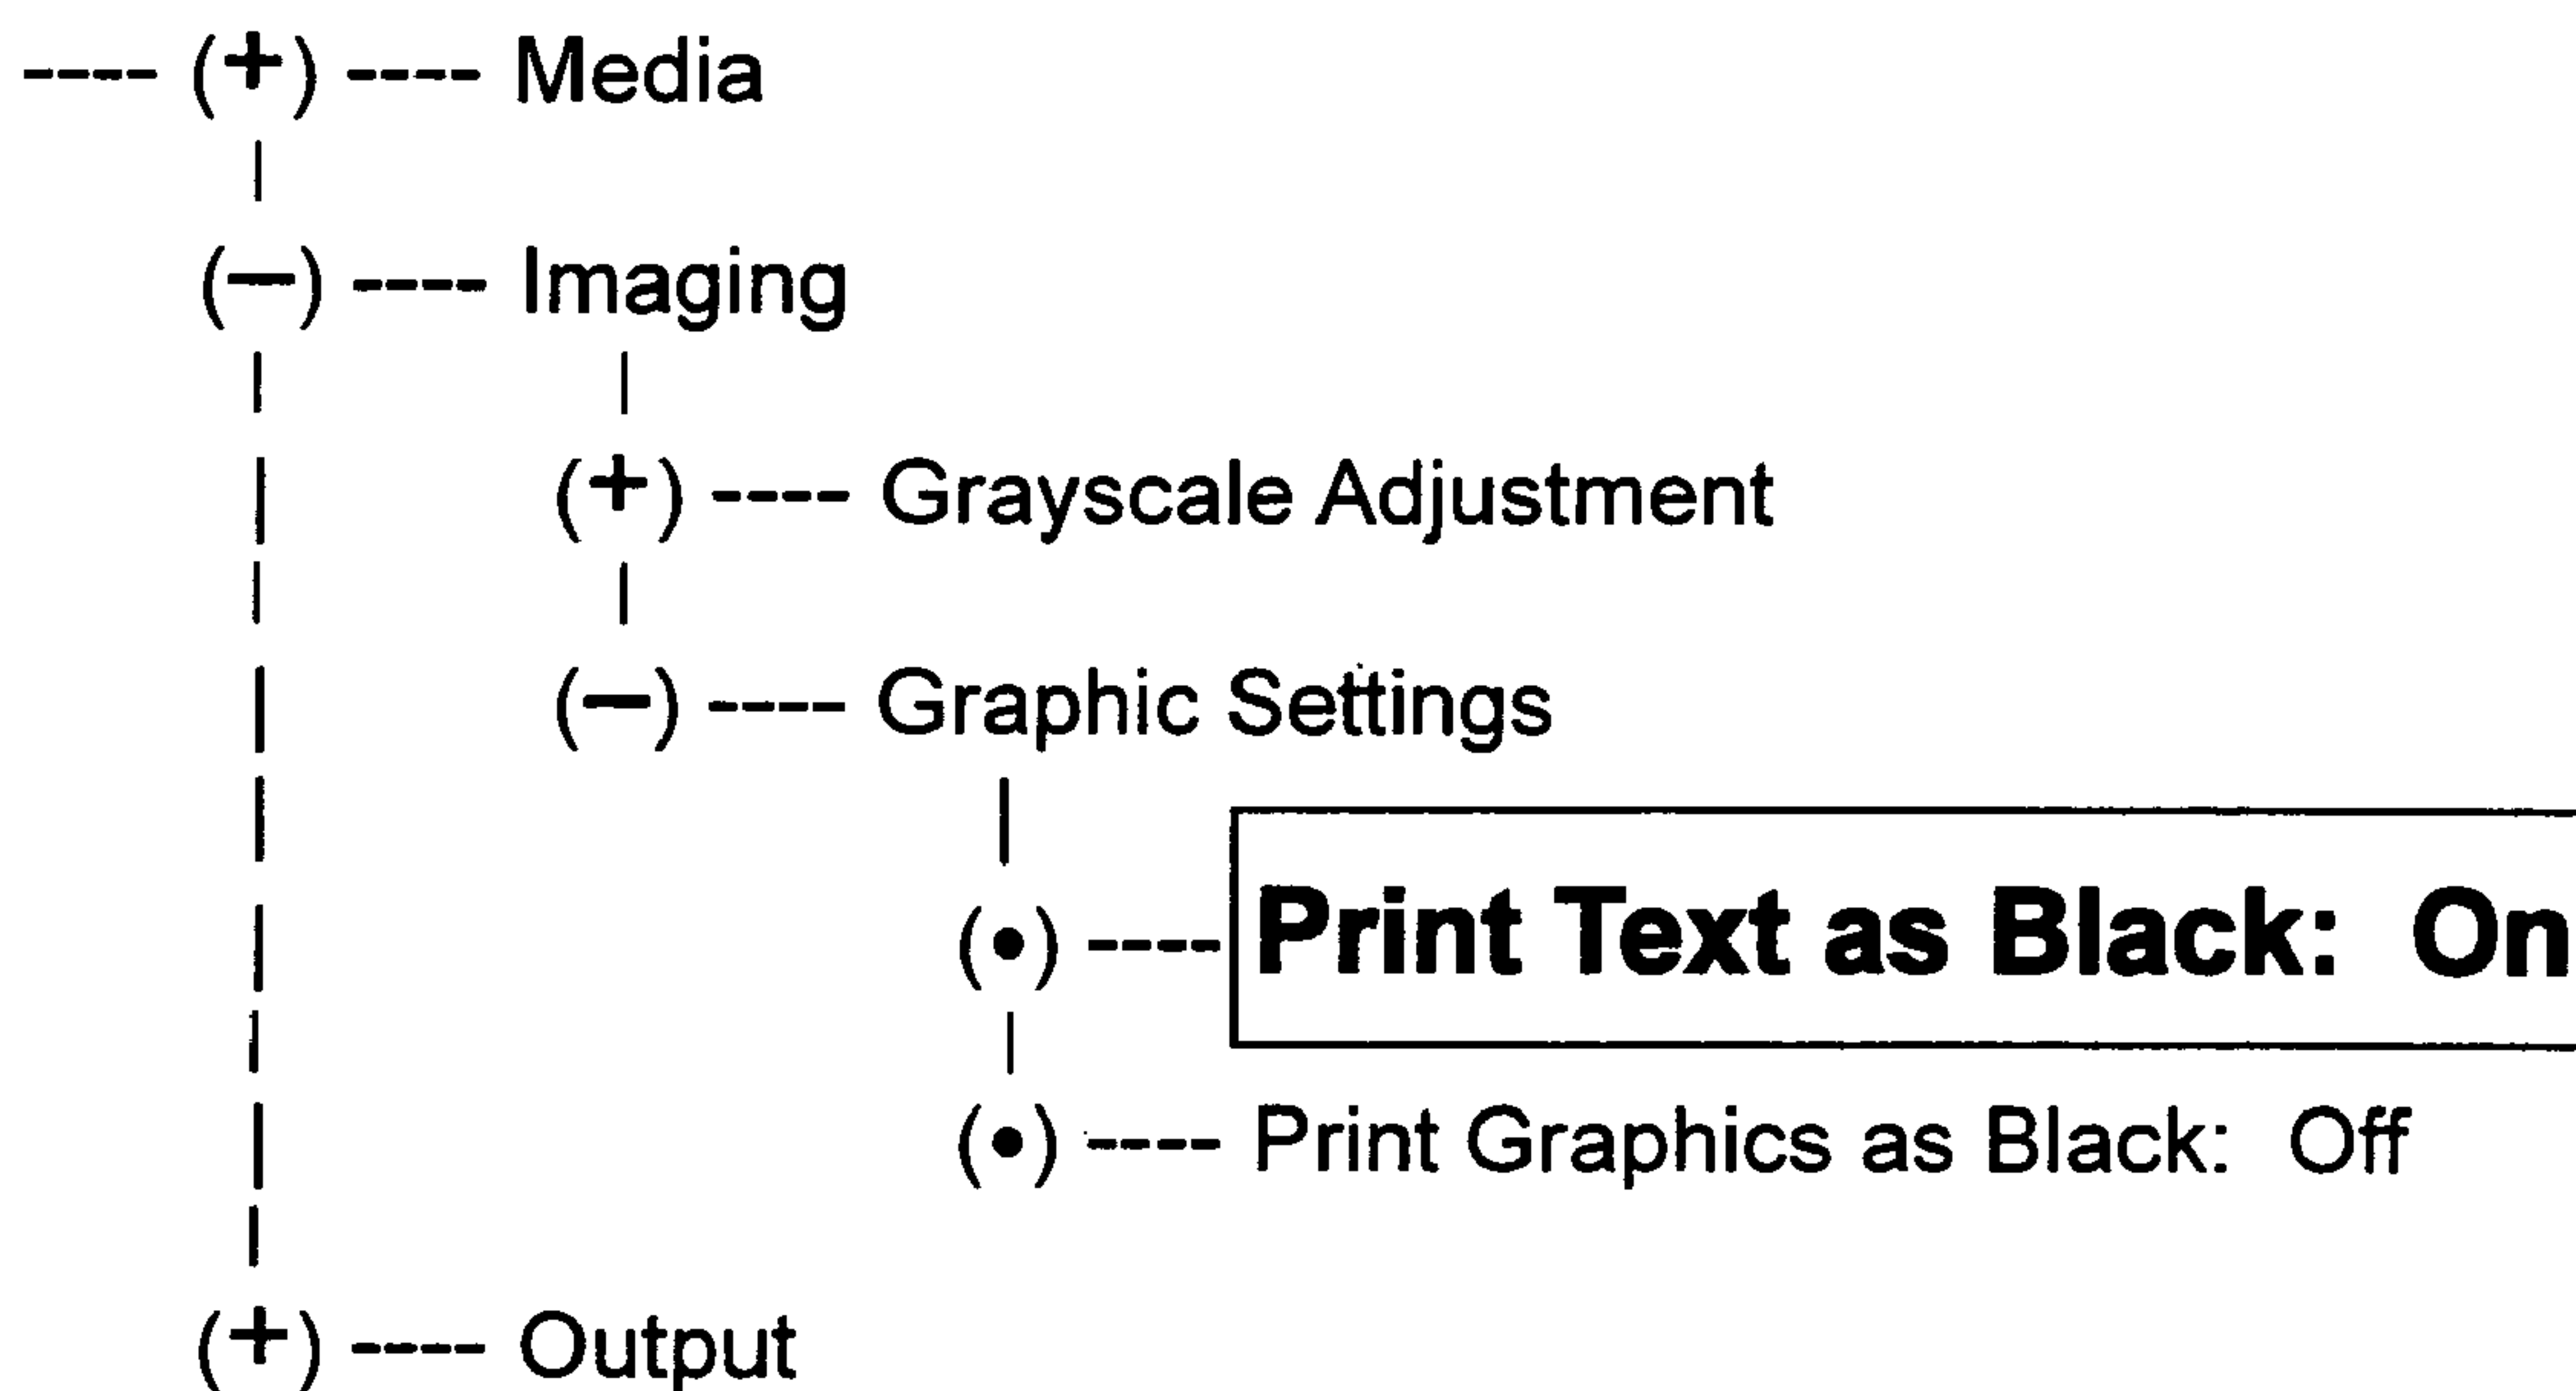 ---- (+) ---- Media
(−) ---- Imaging
(+) ---- Grayscale Adjustment
(−) ---- Graphic Settings
(•) ---- Print Text as Black: On
(•) ---- Print Graphics as Black: Off
(+) ---- Output